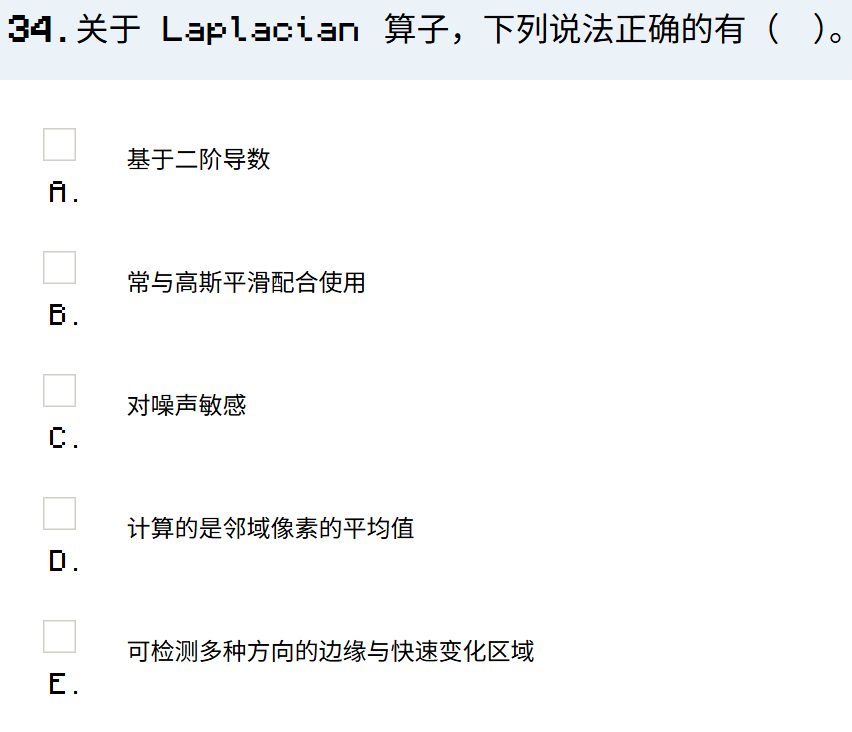 34.关于 Laplacian 算子，下列说法正确的有（ ）。
基于二阶导数
A.
常与高斯平滑配合使用
B.
对噪声敏感
C.
计算的是邻域像素的平均值
D.
可检测多种方向的边缘与快速变化区域
E.